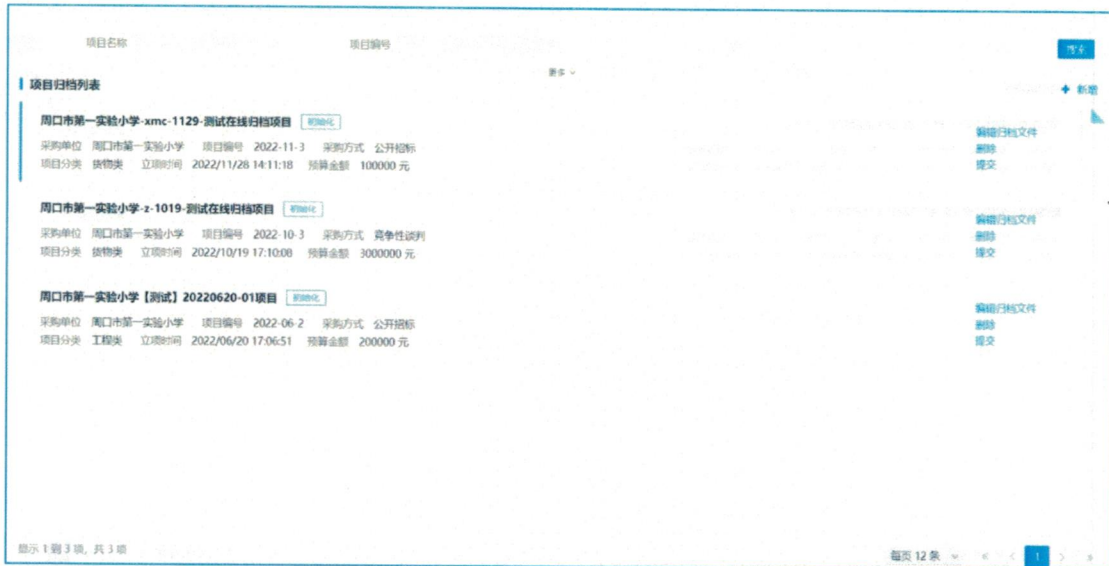 项目名称 项目编号 搜索
更多
项目归档列表
新增
周口市第一实验小学-xmc-1129-测试在线归档项目 初始化
编辑归档文件
采购单位 周口市第一实验小学 项目编号 2022-11-3 采购方式 公开招标
删除
项目分类 货物类 立项时间 2022/11/28 14:11:18 预算金额 100000 元
提交
周口市第一实验小学-z-1019-测试在线归档项目 初始化
编辑归档文件
采购单位 周口市第一实验小学 项目编号 2022-10-3 采购方式 竞争性谈判
删除
项目分类 货物类 立项时间 2022/10/19 17:10:08 预算金额 3000000 元
提交
周口市第一实验小学【测试】20220620-01项目 初始化
编辑归档文件
采购单位 周口市第一实验小学 项目编号 2022-06-2 采购方式 公开招标
删除
项目分类 工程类 立项时间 2022/06/20 17:06:51 预算金额 200000 元
提交
显示 1 到 3 项, 共 3 项
每页 12 条 « ‹ 1 › »